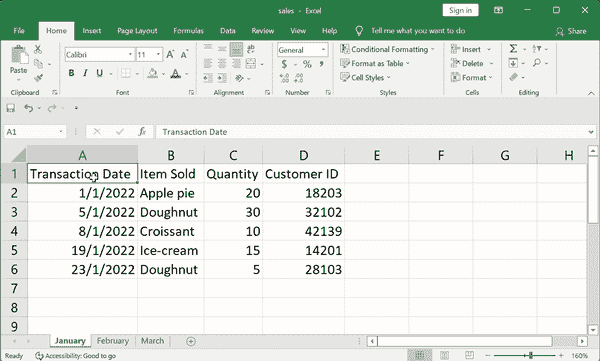 sales - Excel
Sign in
File Home Insert Page Layout Formulas Data Review View Help Tell me what you want to do Share
Paste
Calibri 11
B I U
General
$ % ,
Conditional Formatting
Format as Table
Cell Styles
Insert
Delete
Format
Clipboard Font Alignment Number Styles Cells Editing
A1 fx Transaction Date
A B C D E F G H
1 Transaction Date Item Sold Quantity Customer ID
2 1/1/2022 Apple pie 20 18203
3 5/1/2022 Doughnut 30 32102
4 8/1/2022 Croissant 10 42139
5 19/1/2022 Ice-cream 15 14201
6 23/1/2022 Doughnut 5 28103
7
8
9
January February March
Ready Accessibility: Good to go 160%